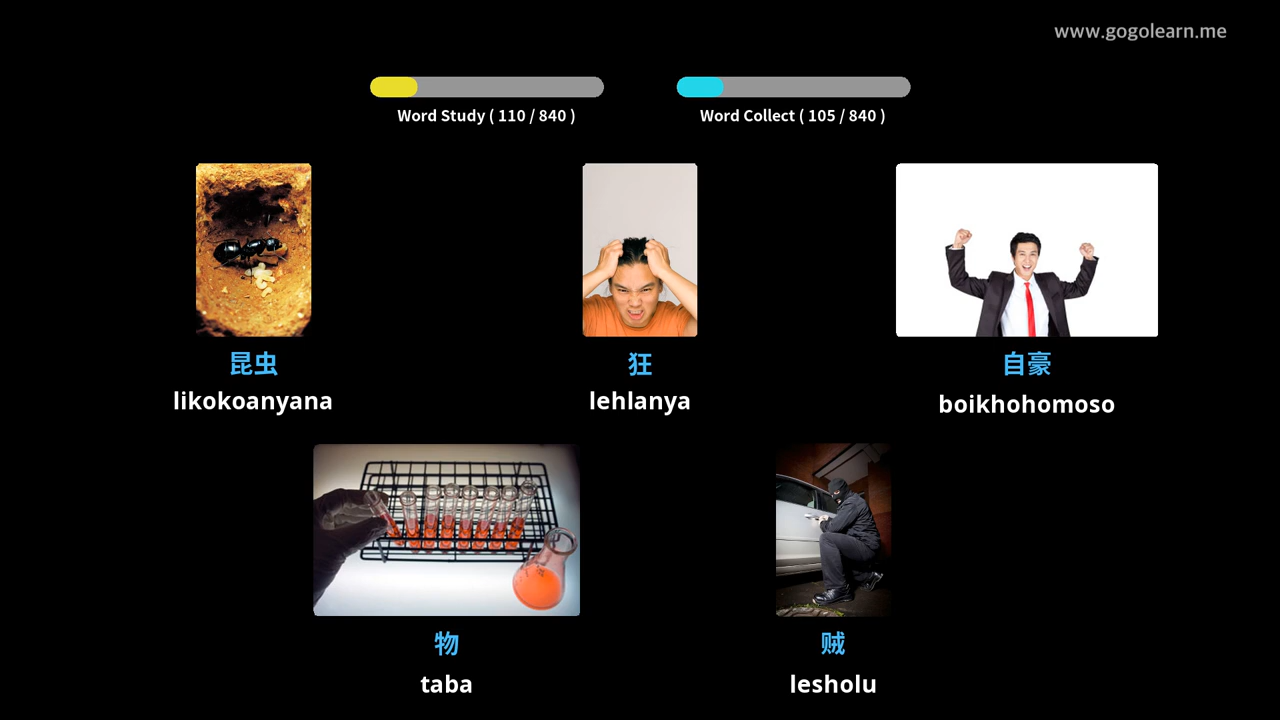 www.gogolearn.me
Word Study ( 110 / 840 )
Word Collect ( 105 / 840 )
昆虫
狂
自豪
likokoanyana
lehlanya
boikhohomoso
物
贼
taba
lesholu